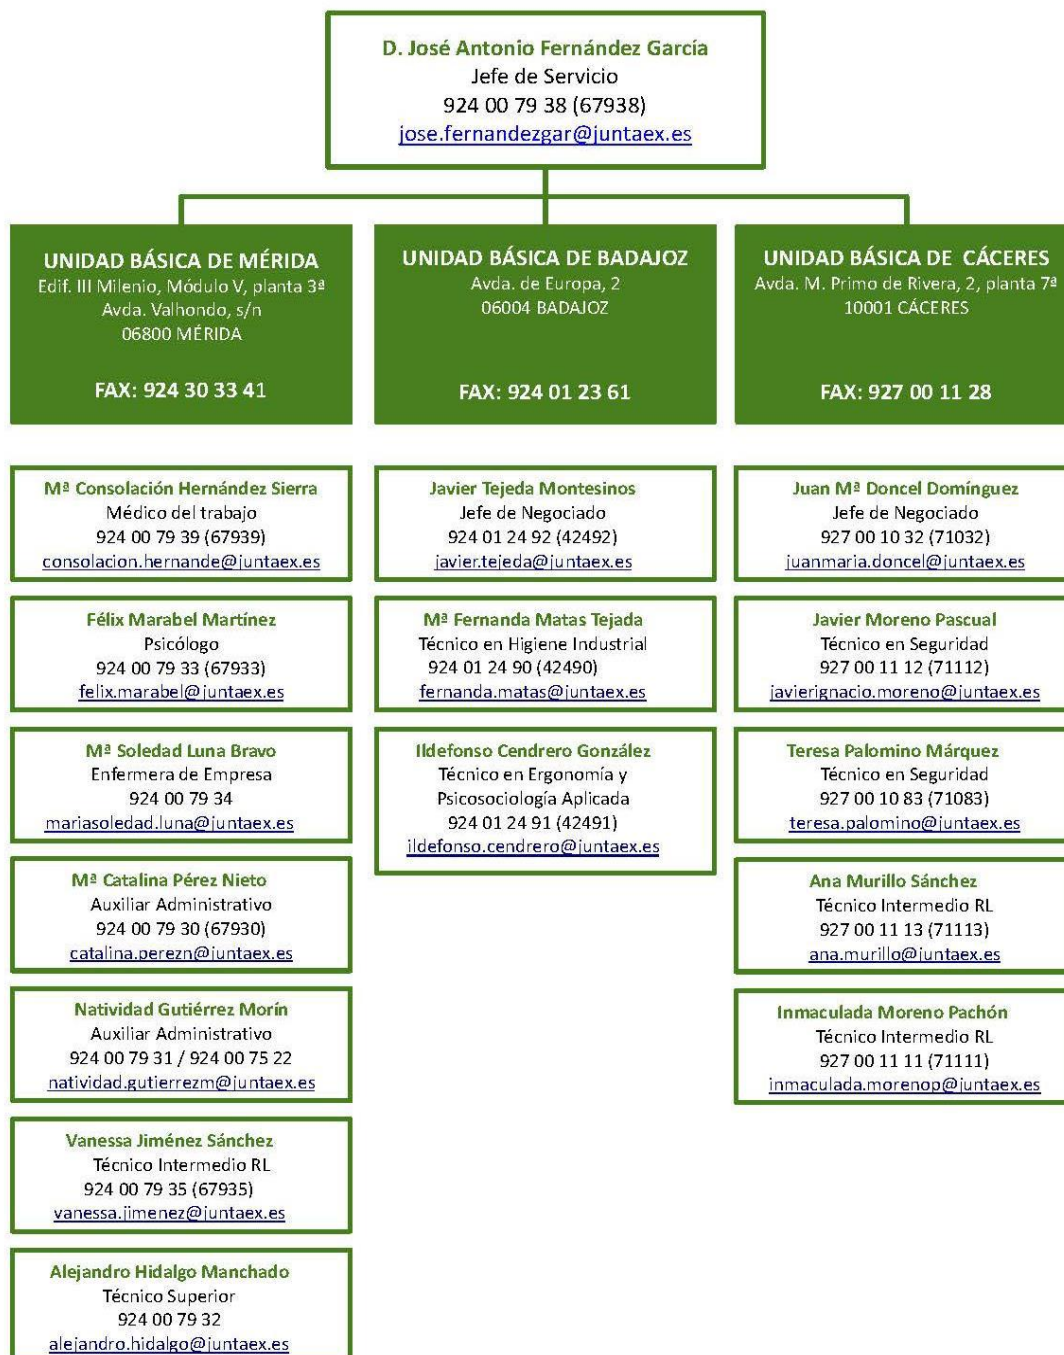 D. José Antonio Fernández García
Jefe de Servicio
924 00 79 38 (67938)
jose.fernandezgar@juntaex.es
UNIDAD BÁSICA DE MÉRIDA
Edif. III Milenio, Módulo V, planta 3ª
Avda. Valhondo, s/n
06800 MÉRIDA
FAX: 924 30 33 41
UNIDAD BÁSICA DE BADAJOZ
Avda. de Europa, 2
06004 BADAJOZ
FAX: 924 01 23 61
UNIDAD BÁSICA DE CÁCERES
Avda. M. Primo de Rivera, 2, planta 7ª
10001 CÁCERES
FAX: 927 00 11 28
Mª Consolación Hernández Sierra
Médico del trabajo
924 00 79 39 (67939)
consolacion.hernande@juntaex.es
Félix Marabel Martínez
Psicólogo
924 00 79 33 (67933)
felix.marabel@juntaex.es
Mª Soledad Luna Bravo
Enfermera de Empresa
924 00 79 34
mariasoledad.luna@juntaex.es
Mª Catalina Pérez Nieto
Auxiliar Administrativo
924 00 79 30 (67930)
catalina.perezn@juntaex.es
Natividad Gutiérrez Morín
Auxiliar Administrativo
924 00 79 31 / 924 00 75 22
natividad.gutierrezm@juntaex.es
Vanessa Jiménez Sánchez
Técnico Intermedio RL
924 00 79 35 (67935)
vanessa.jimenez@juntaex.es
Alejandro Hidalgo Manchado
Técnico Superior
924 00 79 32
alejandro.hidalgo@juntaex.es
Javier Tejeda Montesinos
Jefe de Negociado
924 01 24 92 (42492)
javier.tejeda@juntaex.es
Mª Fernanda Matas Tejada
Técnico en Higiene Industrial
924 01 24 90 (42490)
fernanda.matas@juntaex.es
Ildefonso Cendrero González
Técnico en Ergonomía y
Psicosociología Aplicada
924 01 24 91 (42491)
ildefonso.cendrero@juntaex.es
Juan Mª Doncel Domínguez
Jefe de Negociado
927 00 10 32 (71032)
juanmaria.doncel@juntaex.es
Javier Moreno Pascual
Técnico en Seguridad
927 00 11 12 (71112)
javierignacio.moreno@juntaex.es
Teresa Palomino Márquez
Técnico en Seguridad
927 00 10 83 (71083)
teresa.palomino@juntaex.es
Ana Murillo Sánchez
Técnico Intermedio RL
927 00 11 13 (71113)
ana.murillo@juntaex.es
Inmaculada Moreno Pachón
Técnico Intermedio RL
927 00 11 11 (71111)
inmaculada.morenop@juntaex.es